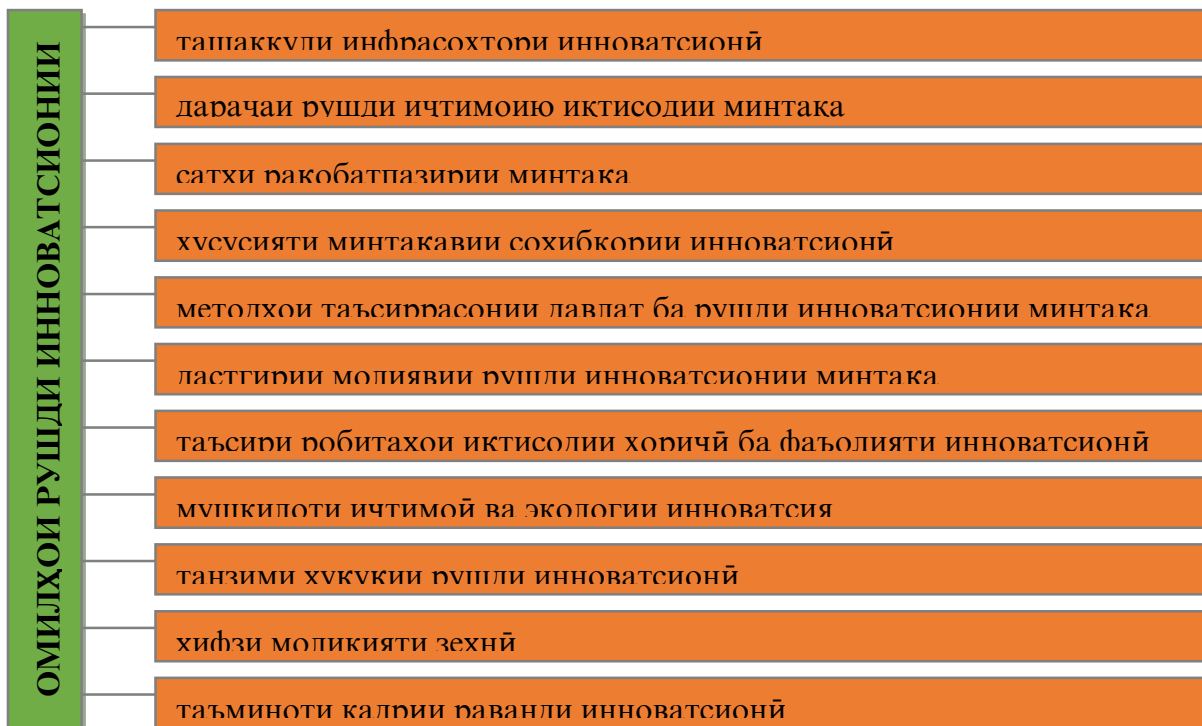 ОМИЛҲОИ РУШДИ ИННОВАТСИОНИИ
ташаккули инфрасохтори инноватсионӣ
дараҷаи рушди иҷтимоию иқтисодии минтақа
сатҳи рақобатпазирии минтақа
хусусияти минтақавии соҳибкории инноватсионӣ
методҳои таъсиррасонии давлат ба рушди инноватсионии минтақа
дастгирии молиявии рушди инноватсионии минтақа
таъсири робитаҳои иқтисодии хориҷӣ ба фаъолияти инноватсионӣ
мушкилоти иҷтимоӣ ва экологии инноватсия
танзими ҳуқуқии рушди инноватсионӣ
ҳифзи моликияти зеҳнӣ
таъминоти кадрии раванди инноватсионӣ